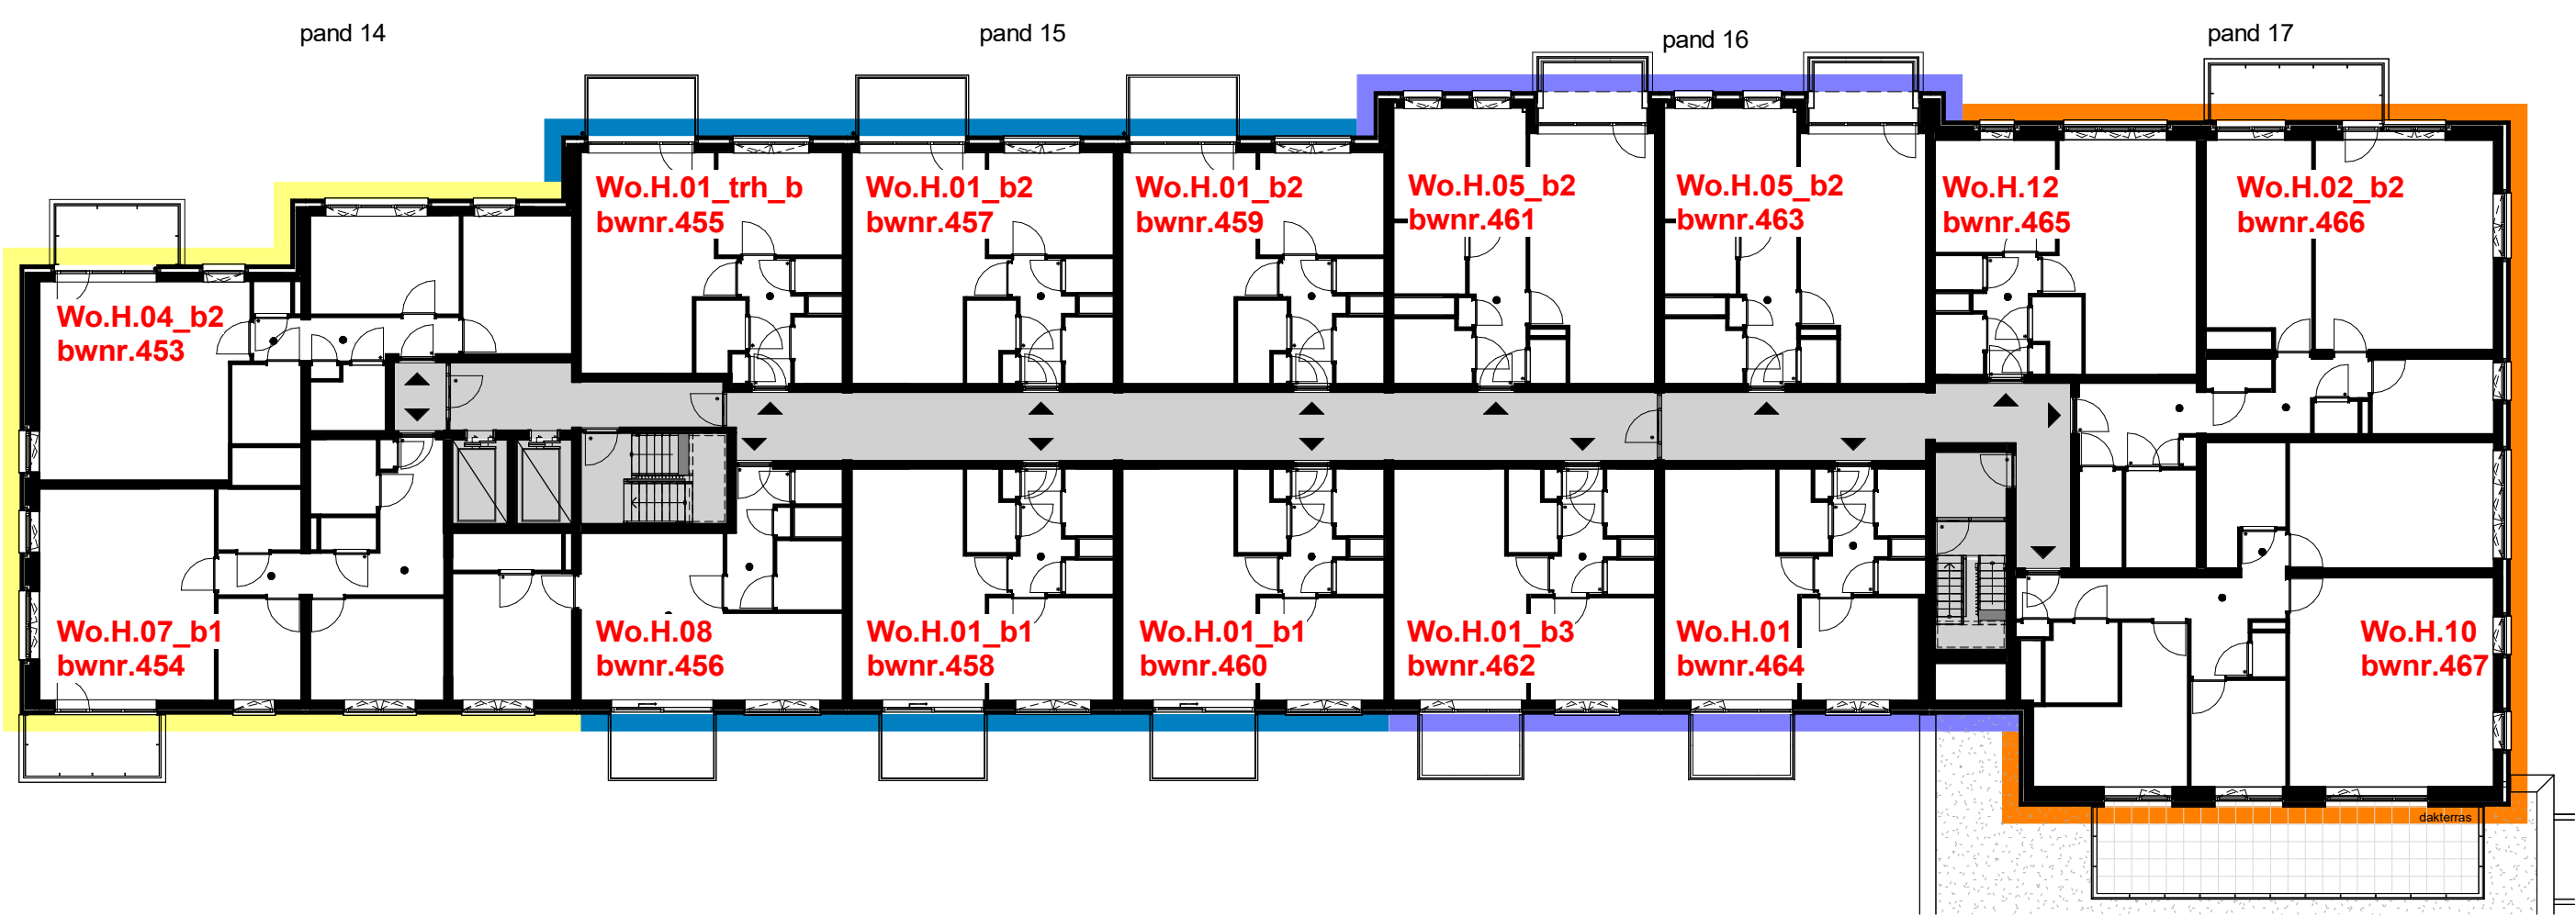 pand 14
pand 15
pand 16
pand 17
Wo.H.01_trh_b
bwnr.455
Wo.H.01_b2
bwnr.457
Wo.H.01_b2
bwnr.459
Wo.H.05_b2
bwnr.461
Wo.H.05_b2
bwnr.463
Wo.H.12
bwnr.465
Wo.H.02_b2
bwnr.466
Wo.H.04_b2
bwnr.453
Wo.H.07_b1
bwnr.454
Wo.H.08
bwnr.456
Wo.H.01_b1
bwnr.458
Wo.H.01_b1
bwnr.460
Wo.H.01_b3
bwnr.462
Wo.H.01
bwnr.464
Wo.H.10
bwnr.467
dakterras